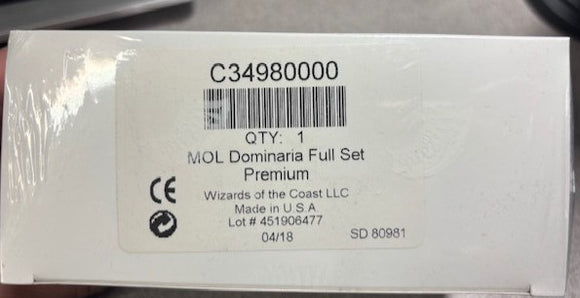 C34980000
QTY: 1
MOL Dominaria Full Set
Premium
CE
Wizards of the Coast LLC
Made in U.S.A
Lot # 451906477
04/18
SD 80981